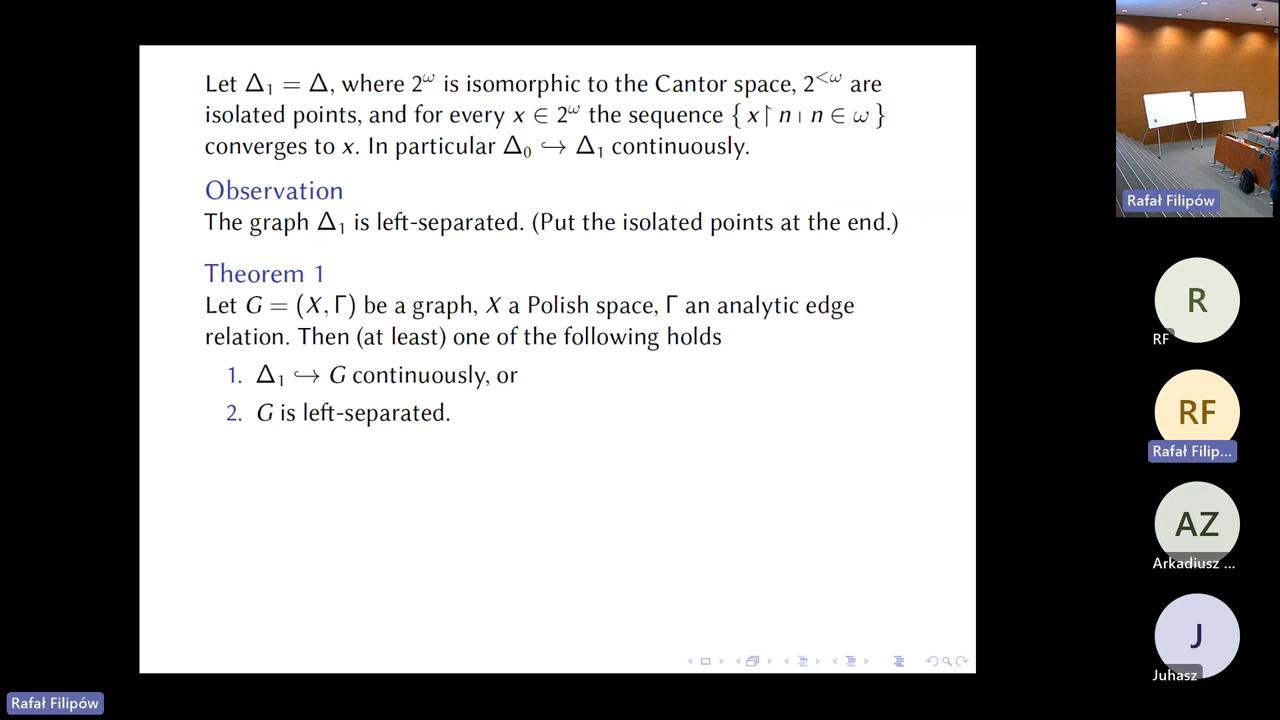 Let Δ₁ = Δ, where 2^ω is isomorphic to the Cantor space, 2^{<ω} are
isolated points, and for every x ∈ 2^ω the sequence { x↾n | n ∈ ω }
converges to x. In particular Δ₀ ↪ Δ₁ continuously.
Observation
The graph Δ₁ is left-separated. (Put the isolated points at the end.)
Theorem 1
Let G = (X, Γ) be a graph, X a Polish space, Γ an analytic edge
relation. Then (at least) one of the following holds
1. Δ₁ ↪ G continuously, or
2. G is left-separated.
Rafał Filipów
R
RF
RF
Rafał Filip...
AZ
Arkadiusz ...
J
Juhasz
Rafał Filipów